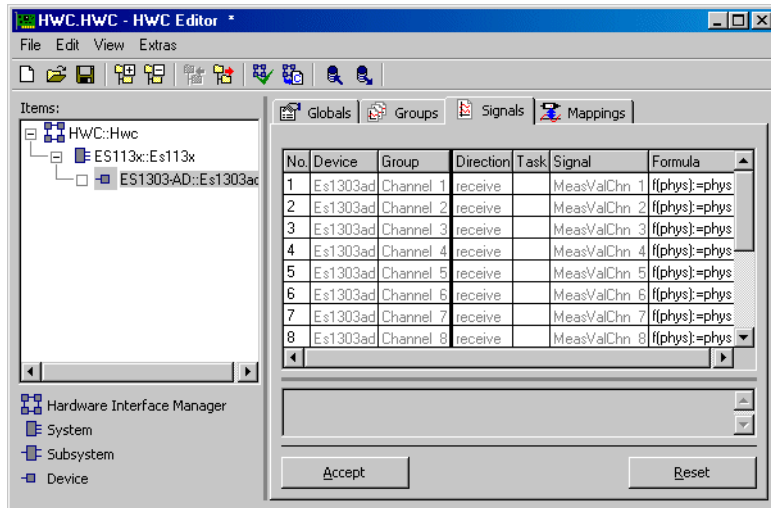 HWC.HWC - HWC Editor *
File Edit View Extras
Items:
HWC::Hwc
ES113x::Es113x
ES1303-AD::Es1303ad
Hardware Interface Manager
System
Subsystem
Device
Globals Groups Signals Mappings
No. Device Group Direction Task Signal Formula
1 Es1303ad Channel 1 receive MeasValChn 1 f(phys):=phys
2 Es1303ad Channel 2 receive MeasValChn 2 f(phys):=phys
3 Es1303ad Channel 3 receive MeasValChn 3 f(phys):=phys
4 Es1303ad Channel 4 receive MeasValChn 4 f(phys):=phys
5 Es1303ad Channel 5 receive MeasValChn 5 f(phys):=phys
6 Es1303ad Channel 6 receive MeasValChn 6 f(phys):=phys
7 Es1303ad Channel 7 receive MeasValChn 7 f(phys):=phys
8 Es1303ad Channel 8 receive MeasValChn 8 f(phys):=phys
Accept Reset